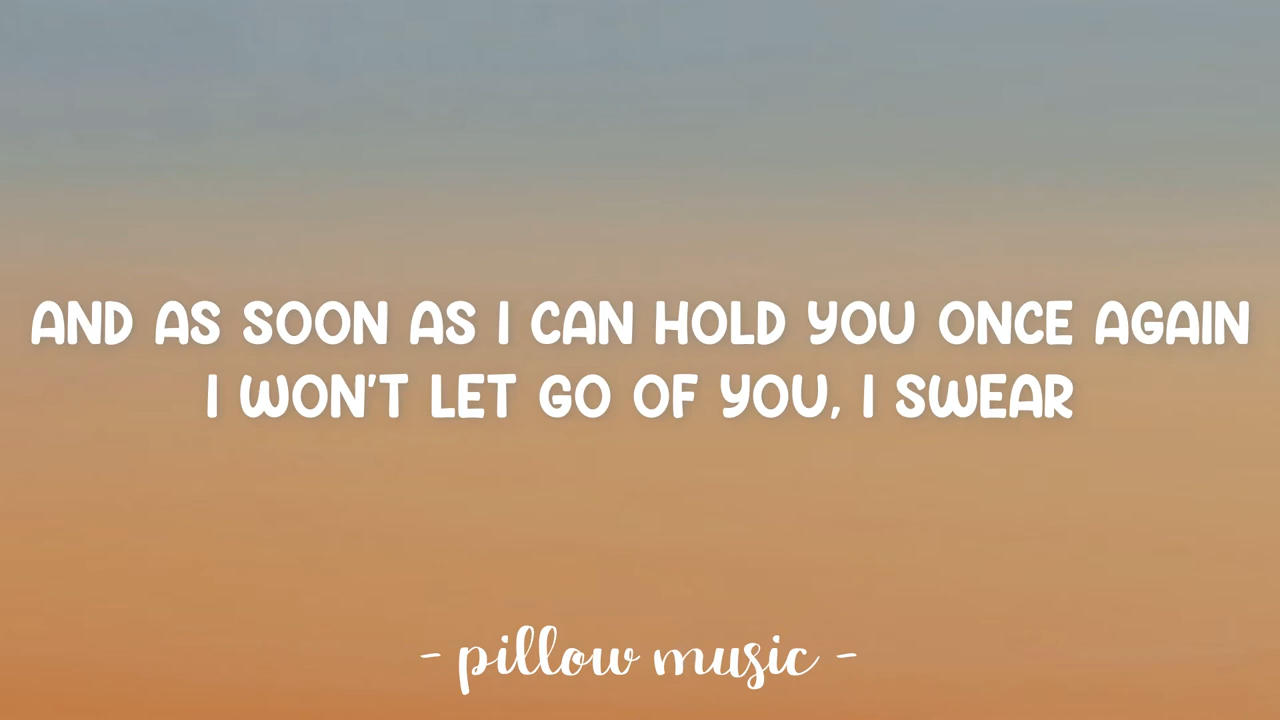 AND AS SOON AS I CAN HOLD YOU ONCE AGAIN
I WON'T LET GO OF YOU, I SWEAR
- pillow music -